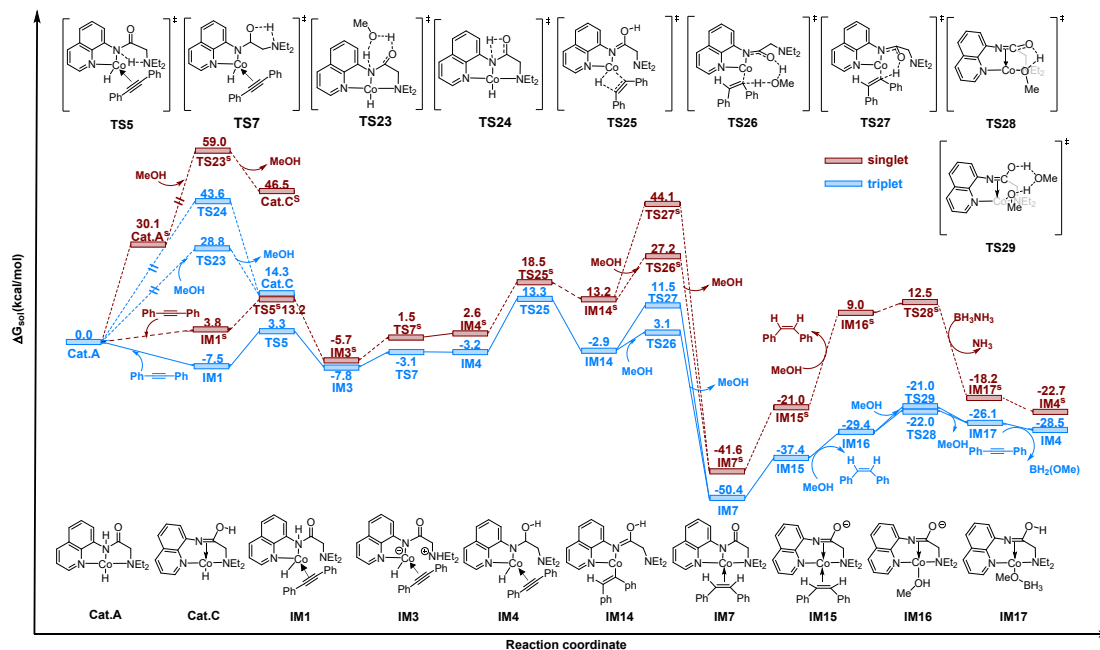 ‡
‡
‡
‡
‡
‡
‡
‡
TS5
TS7
TS23
TS24
TS25
TS26
TS27
TS28
‡
TS29
singlet
triplet
ΔG_sol(kcal/mol)
59.0
TS23ˢ
MeOH
MeOH
46.5
Cat.Cˢ
43.6
TS24
30.1
Cat.Aˢ
28.8
TS23
MeOH
MeOH
14.3
Cat.C
TS5ˢ 13.2
0.0
Cat.A
Ph Ph
3.8
IM1ˢ
3.3
TS5
-7.5
IM1
Ph Ph
-5.7
IM3ˢ
-7.8
IM3
1.5
TS7ˢ
-3.1
TS7
2.6
IM4ˢ
-3.2
IM4
18.5
TS25ˢ
13.3
TS25
13.2
IM14ˢ
-2.9
IM14
MeOH
MeOH
44.1
TS27ˢ
27.2
TS26ˢ
11.5
TS27
3.1
TS26
MeOH
MeOH
-41.6
IM7ˢ
-50.4
IM7
-21.0
IM15ˢ
-37.4
IM15
H H
Ph Ph
MeOH
9.0
IM16ˢ
12.5
TS28ˢ
BH3NH3
NH3
-18.2
IM17ˢ
-22.7
IM4ˢ
-29.4
IM16
MeOH
H H
Ph Ph
MeOH
-21.0
TS29
-22.0
TS28
MeOH
-26.1
IM17
-28.5
IM4
Ph Ph
BH2(OMe)
Cat.A
Cat.C
IM1
IM3
IM4
IM14
IM7
IM15
IM16
IM17
Reaction coordinate